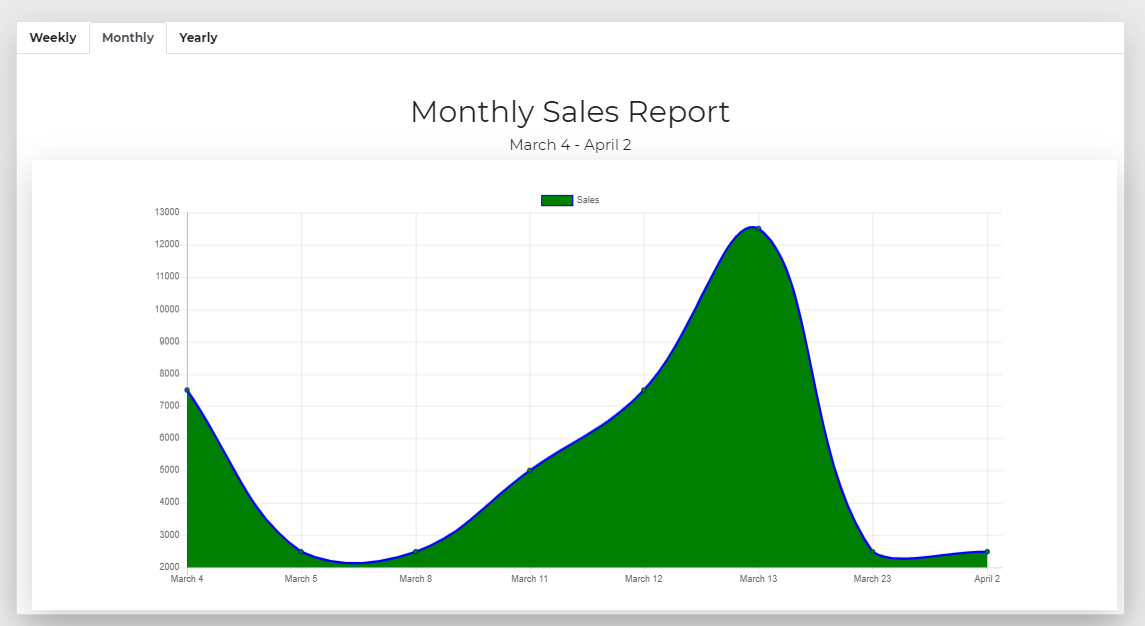 Weekly Monthly Yearly
Monthly Sales Report
March 4 - April 2
Sales
13000
12000
11000
10000
9000
8000
7000
6000
5000
4000
3000
2000
March 4 March 5 March 8 March 11 March 12 March 13 March 23 April 2